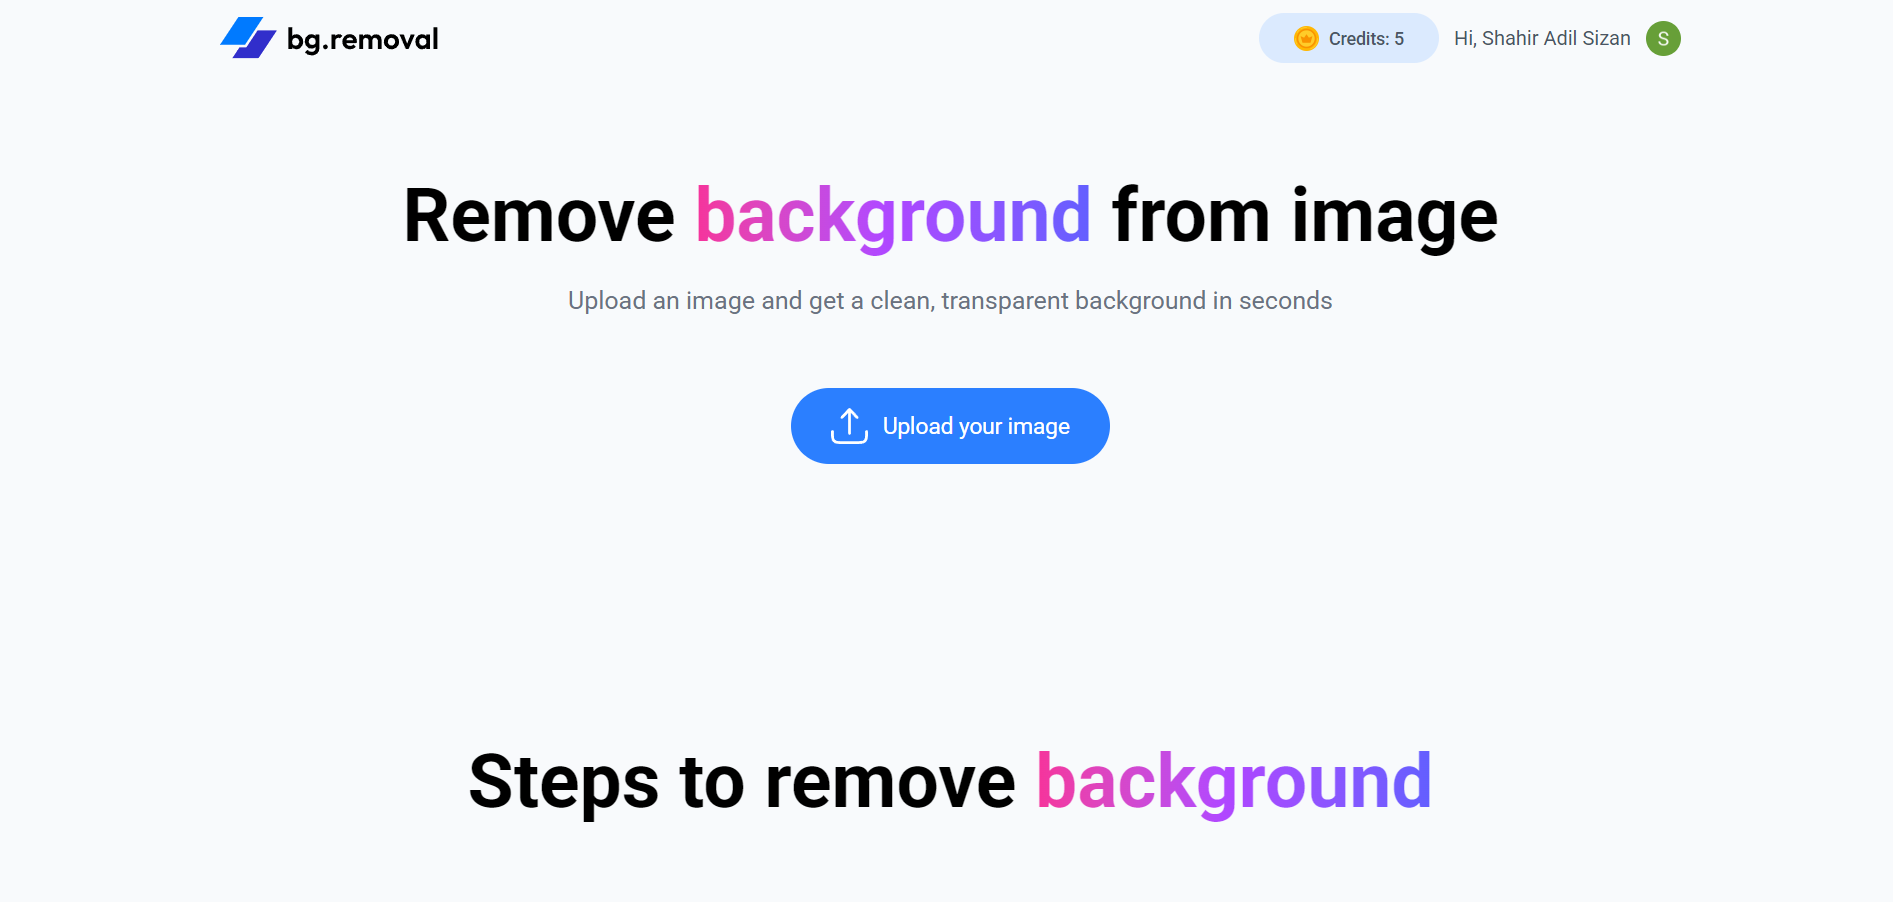 bg.removal
Credits: 5
Hi, Shahir Adil Sizan
S
Remove background from image
Upload an image and get a clean, transparent background in seconds
Upload your image
Steps to remove background